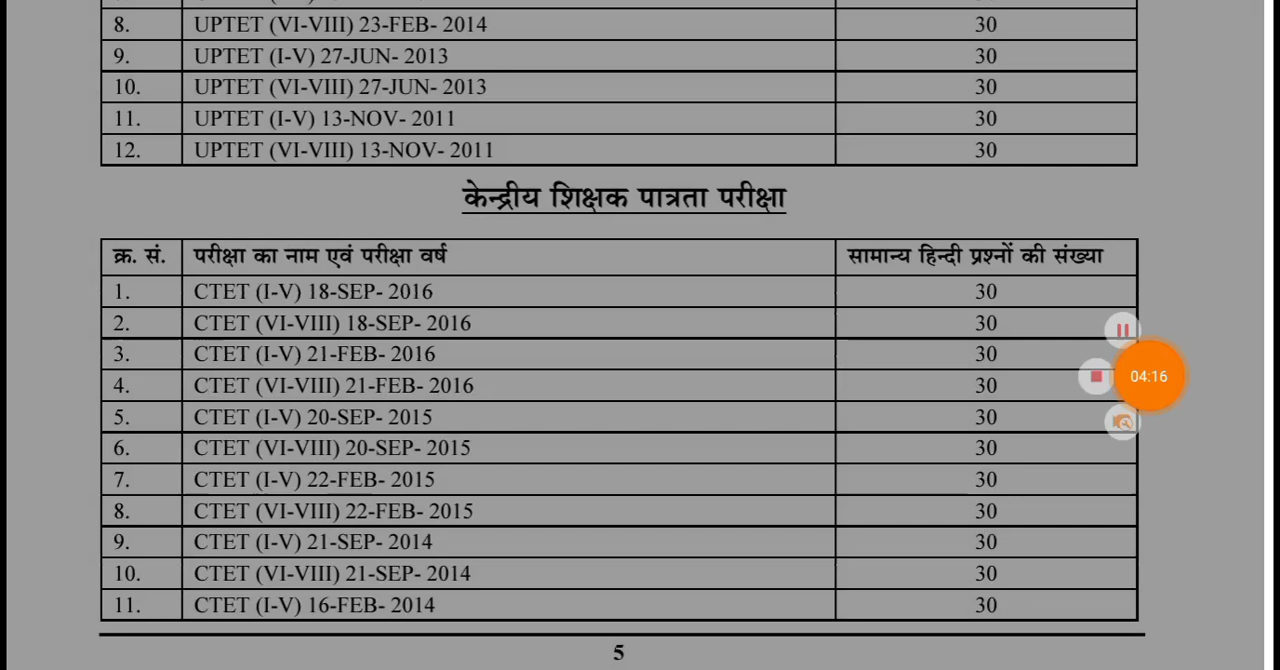 8. UPTET (VI-VIII) 23-FEB- 2014 30
9. UPTET (I-V) 27-JUN- 2013 30
10. UPTET (VI-VIII) 27-JUN- 2013 30
11. UPTET (I-V) 13-NOV- 2011 30
12. UPTET (VI-VIII) 13-NOV- 2011 30
केन्द्रीय शिक्षक पात्रता परीक्षा
क्र. सं. परीक्षा का नाम एवं परीक्षा वर्ष सामान्य हिन्दी प्रश्नों की संख्या
1. CTET (I-V) 18-SEP- 2016 30
2. CTET (VI-VIII) 18-SEP- 2016 30
3. CTET (I-V) 21-FEB- 2016 30
4. CTET (VI-VIII) 21-FEB- 2016 30
04:16
5. CTET (I-V) 20-SEP- 2015 30
6. CTET (VI-VIII) 20-SEP- 2015 30
7. CTET (I-V) 22-FEB- 2015 30
8. CTET (VI-VIII) 22-FEB- 2015 30
9. CTET (I-V) 21-SEP- 2014 30
10. CTET (VI-VIII) 21-SEP- 2014 30
11. CTET (I-V) 16-FEB- 2014 30
5